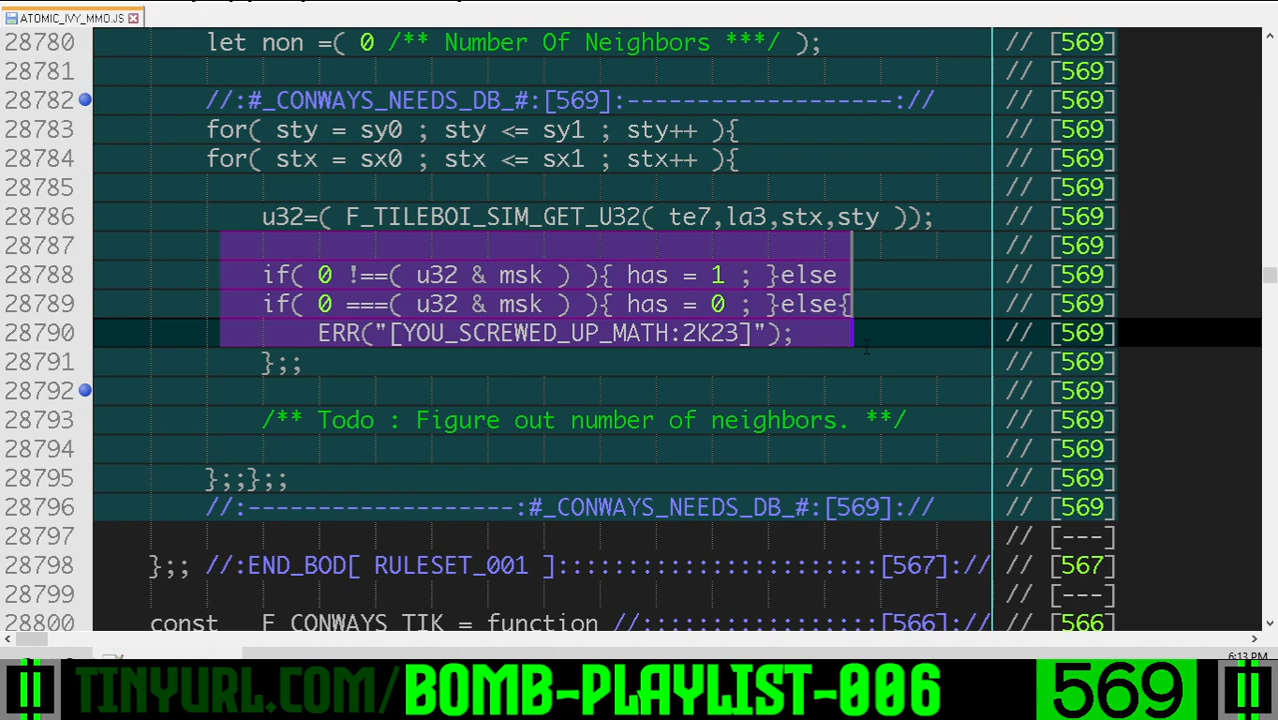 ATOMIC_IVY_MMO.JS
28780 let non =( 0 /** Number Of Neighbors ***/ ); // [569]
28781 // [569]
28782 //:#_CONWAYS_NEEDS_DB_#:[569]:-------------------:// // [569]
28783 for( sty = sy0 ; sty <= sy1 ; sty++ ){ // [569]
28784 for( stx = sx0 ; stx <= sx1 ; stx++ ){ // [569]
28785 // [569]
28786 u32=( F_TILEBOI_SIM_GET_U32( te7,la3,stx,sty )); // [569]
28787 // [569]
28788 if( 0 !==( u32 & msk ) ){ has = 1 ; }else // [569]
28789 if( 0 ===( u32 & msk ) ){ has = 0 ; }else{ // [569]
28790 ERR("[YOU_SCREWED_UP_MATH:2K23]"); // [569]
28791 };; // [569]
28792 // [569]
28793 /** Todo : Figure out number of neighbors. **/ // [569]
28794 // [569]
28795 };;};; // [569]
28796 //:-------------------:#_CONWAYS_NEEDS_DB_#:[569]:// // [569]
28797 // [---]
28798 };; //:END_BOD[ RULESET_001 ]:::::::::::::::::::::::[567]:// // [567]
28799 // [---]
28800 const F_CONWAYS_TIK = function //::::::::::::::::::[566]:// // [566]
6:13 PM
TINYURL.COM/BOMB-PLAYLIST-006 569